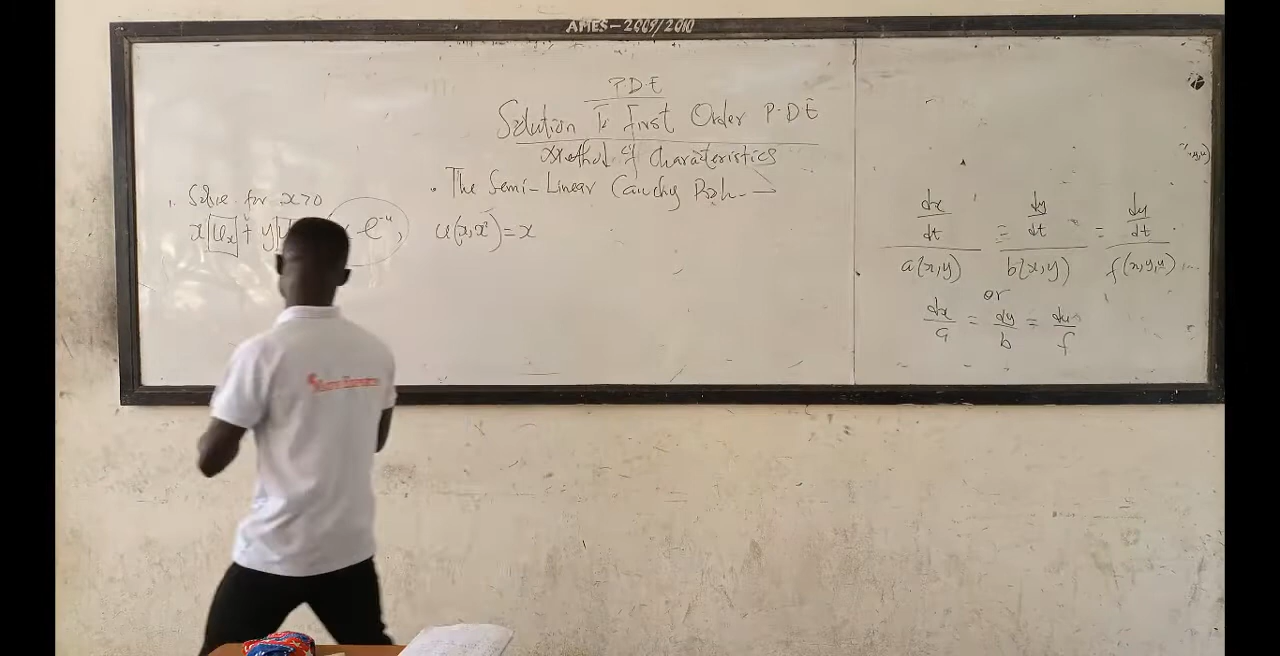 AMES-2009/2010
P.D.E
Solution To First Order P.D.E
Method of Characteristics
. The Semi-Linear Cauchy Prob.
1. Solve for x>0
x u_x + y e^{-u}, u(x,x²)=x
dx/dt / a(x,y) = dy/dt / b(x,y) = du/dt / f(x,y,u)
or
dx/a = dy/b = du/f